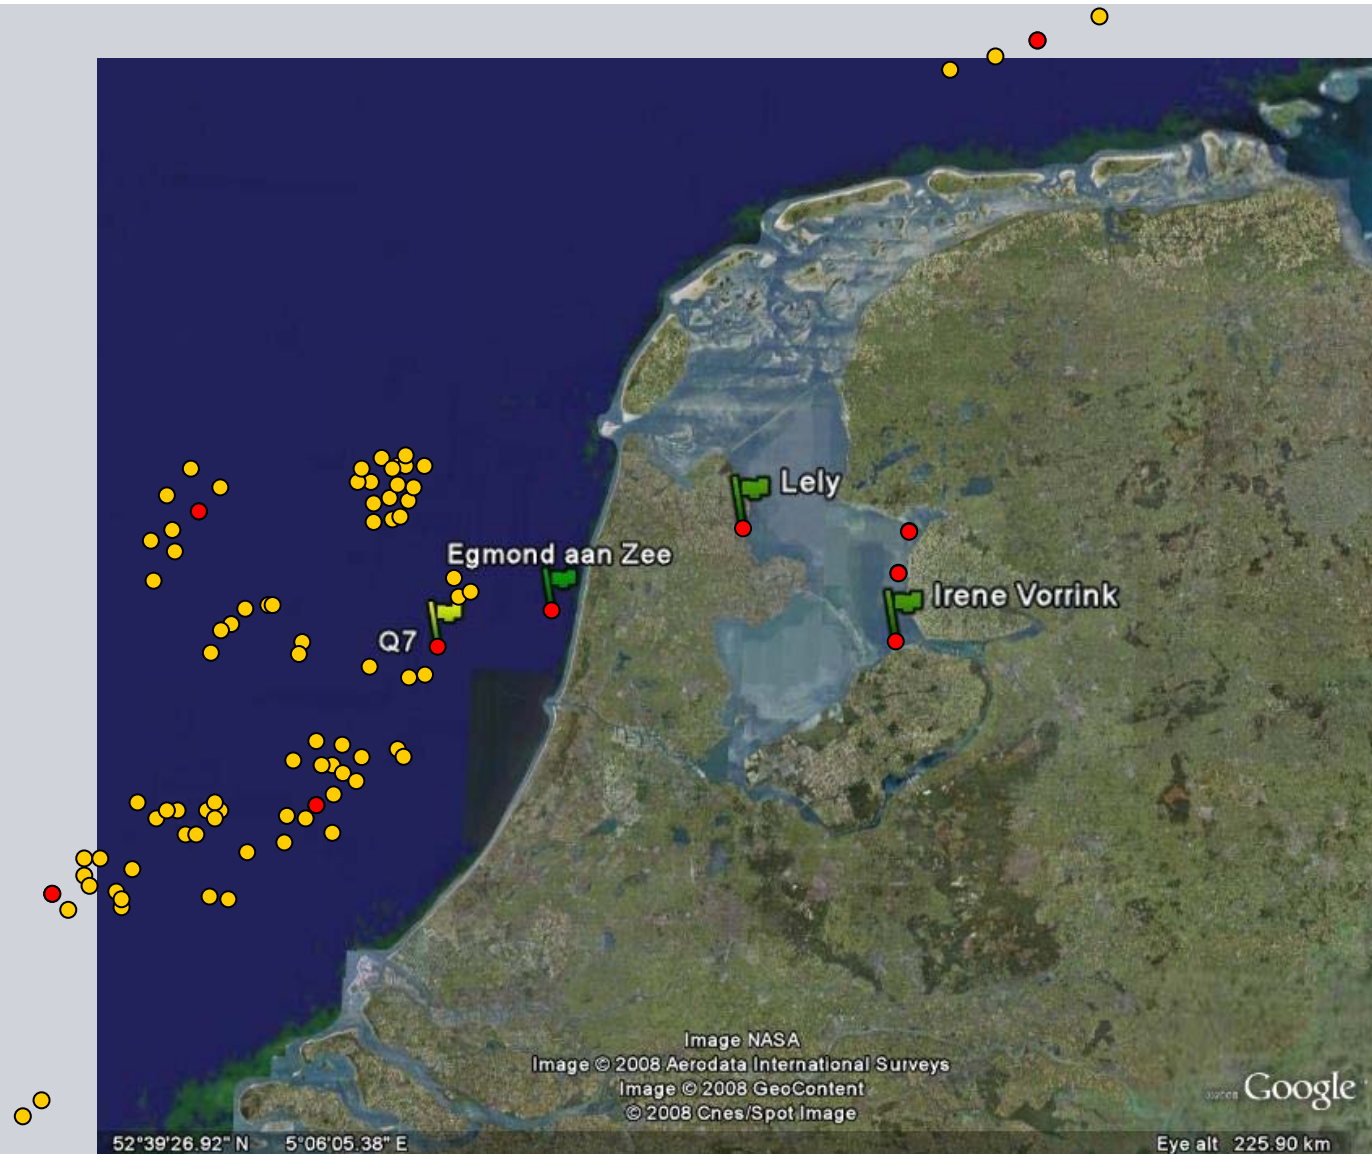 Lely
Egmond aan Zee
Irene Vorrink
Q7
Image NASA
Image © 2008 Aerodata International Surveys
Image © 2008 GeoContent
© 2008 Cnes/Spot Image
©2008 Google
52°39'26.92" N 5°06'05.38" E
Eye alt 225.90 km